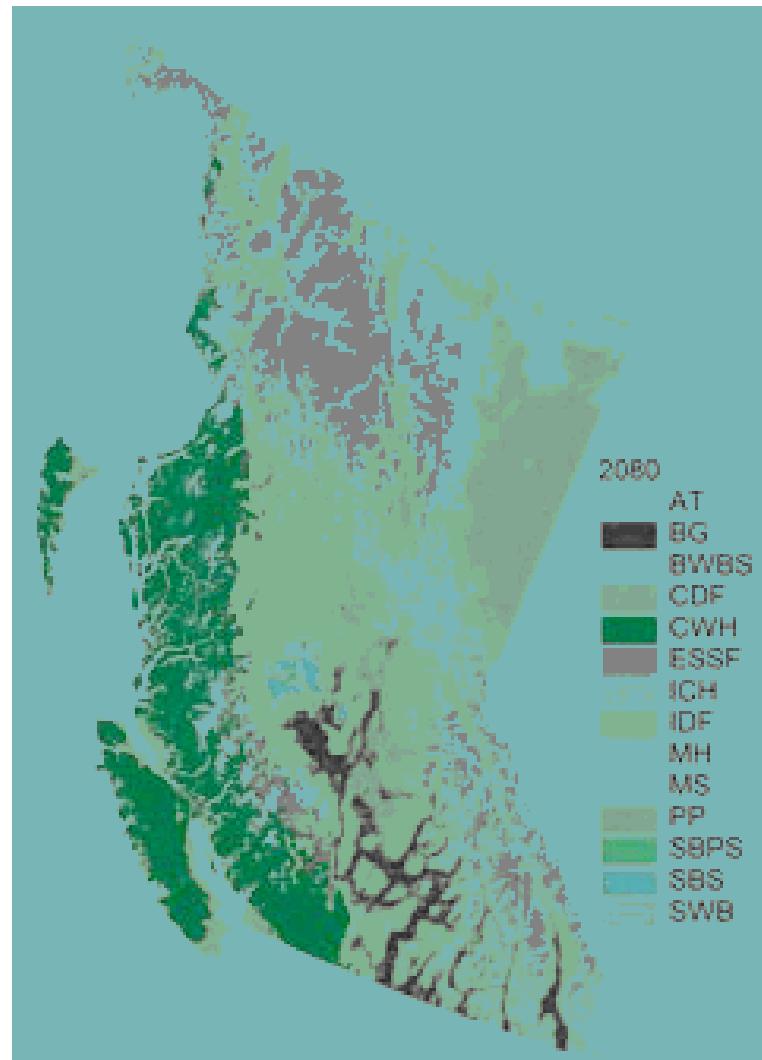 2080
AT
BG
BWBS
CDF
CWH
ESSF
ICH
IDF
MH
MS
PP
SBPS
SBS
SWB